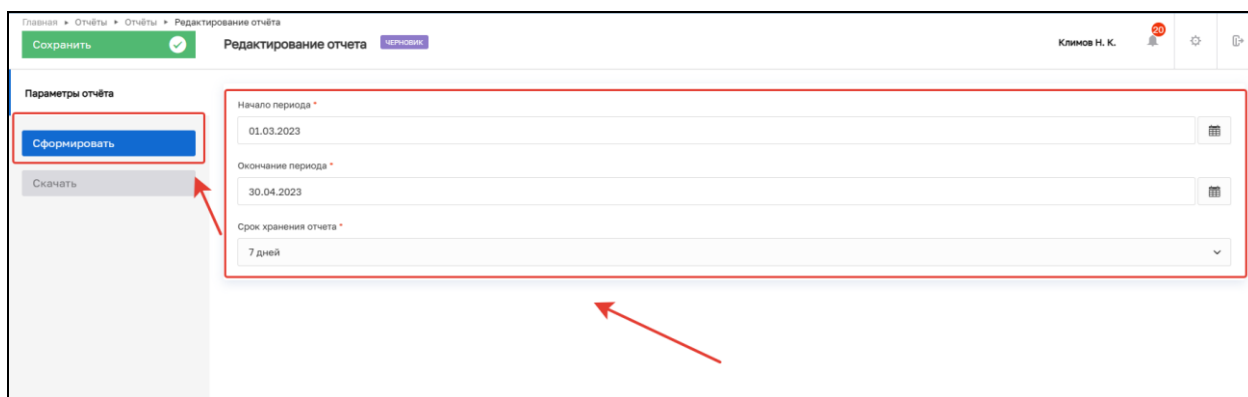 Главная ▸ Отчёты ▸ Отчёты ▸ Редактирование отчёта
Сохранить
Редактирование отчета ЧЕРНОВИК
Климов Н. К.
20
Параметры отчёта
Сформировать
Скачать
Начало периода *
01.03.2023
Окончание периода *
30.04.2023
Срок хранения отчета *
7 дней